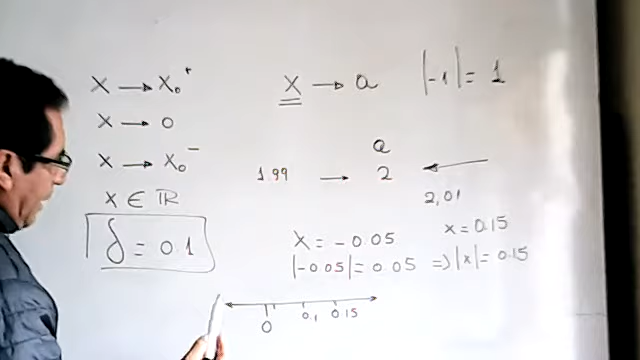 x → x₀⁺
x → 0
x → x₀⁻
x ∈ ℝ
δ = 0.1
x → a
|-1| = 1
a
1.99 → 2 ←
2,01
x = -0.05
|-0.05| = 0.05 ⇒ |x| = 0.15
x = 0.15
0 0,1 0.15